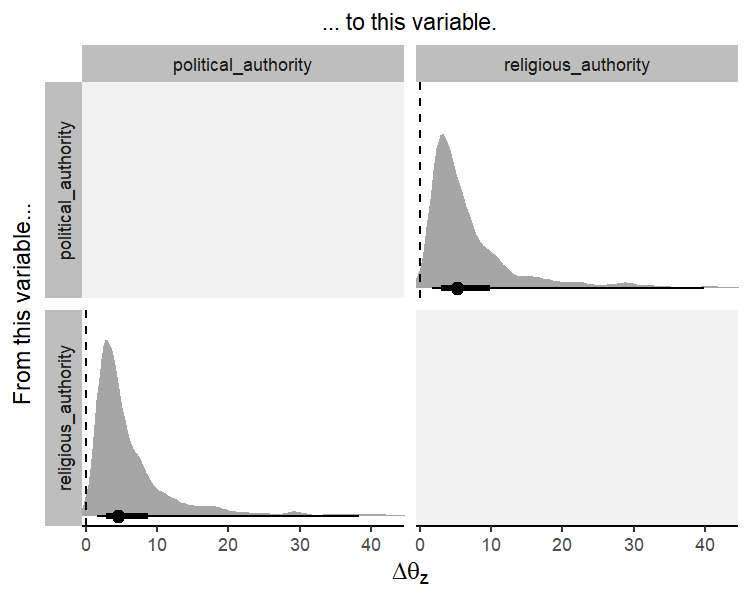 ... to this variable.
political_authority
religious_authority
From this variable...
political_authority
religious_authority
0 10 20 30 40
0 10 20 30 40
Δθz